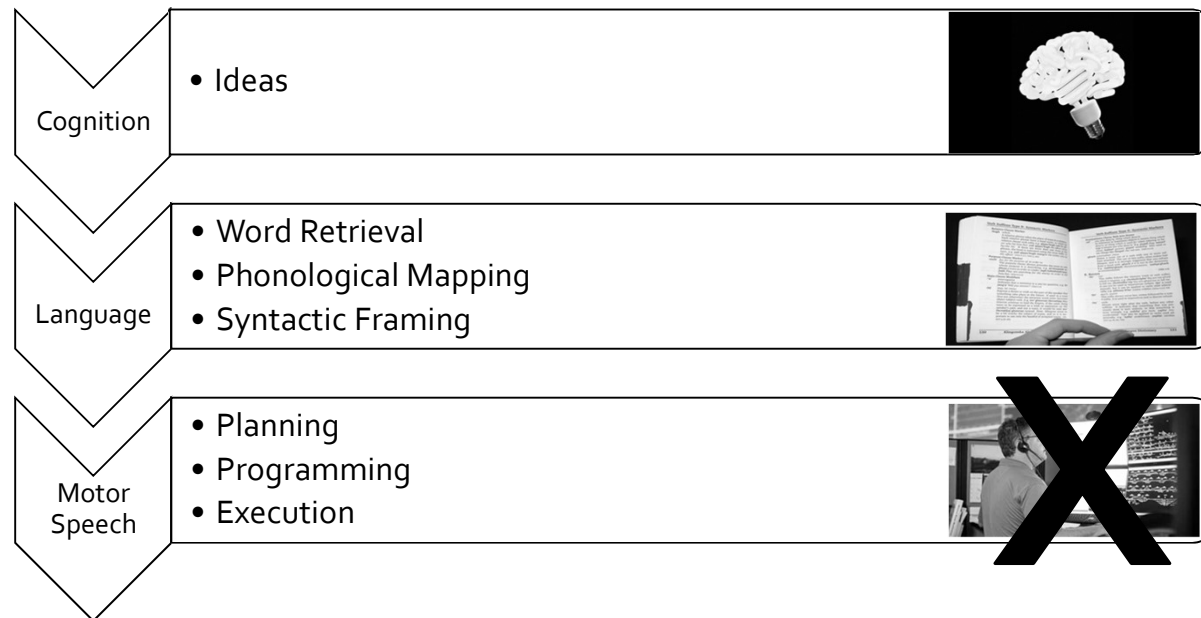 Cognition
• Ideas
Language
• Word Retrieval
• Phonological Mapping
• Syntactic Framing
Motor
Speech
• Planning
• Programming
• Execution
X